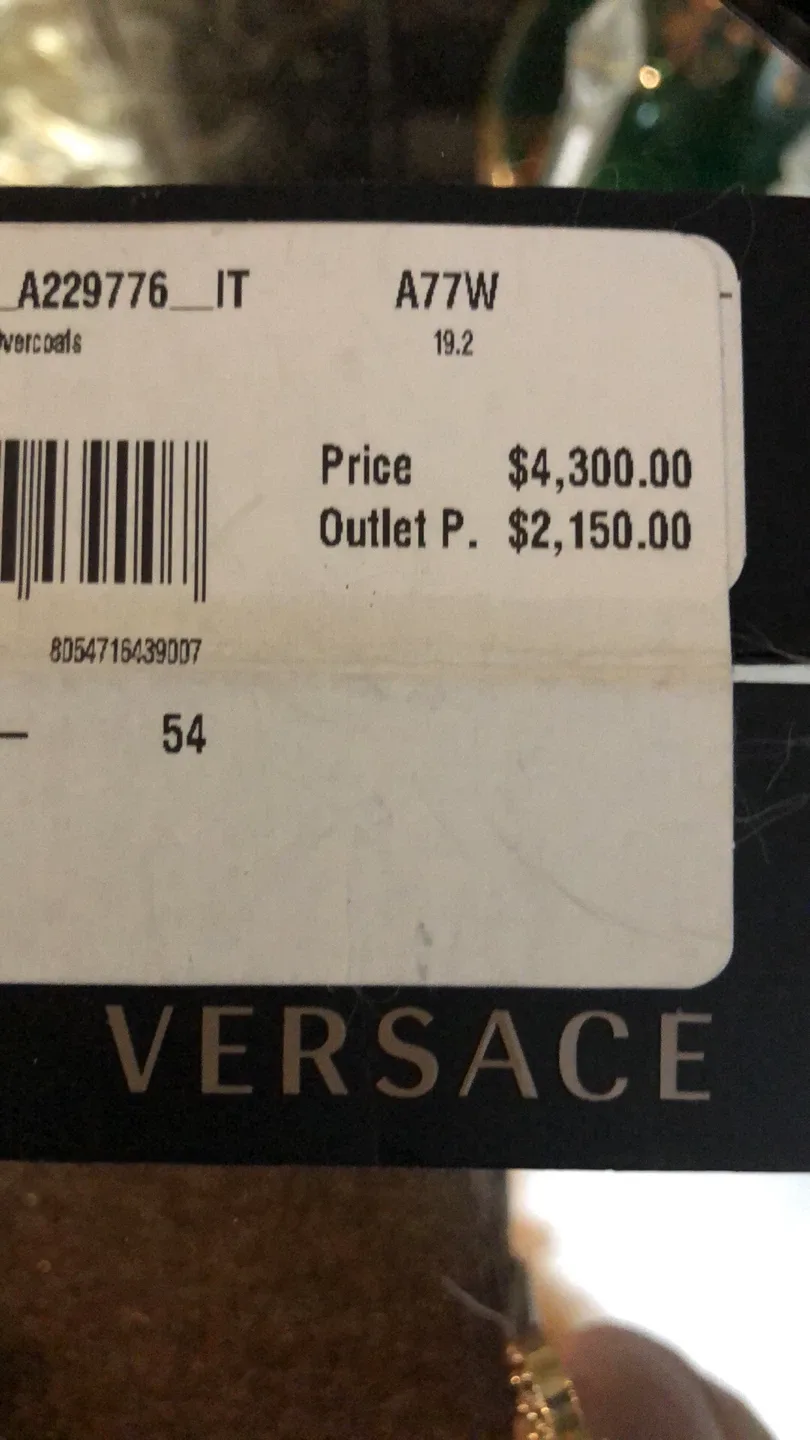 _A229776__IT A77W
vercoats 19.2
Price $4,300.00
Outlet P. $2,150.00
8054716439007
— 54
VERSACE